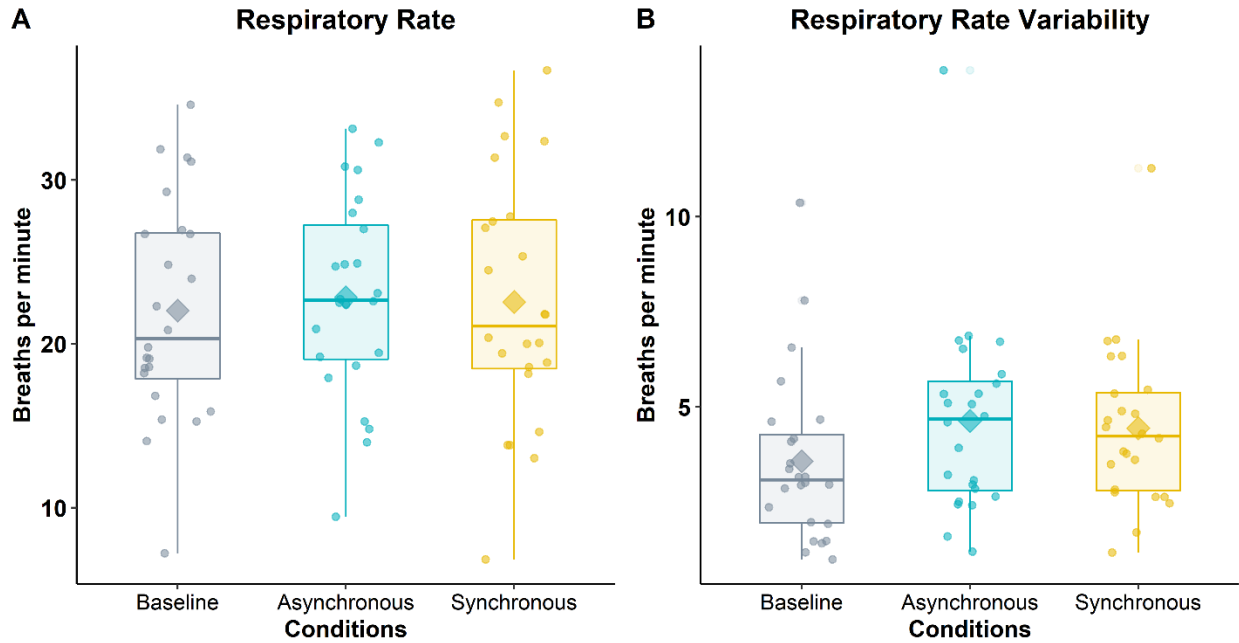 A
Respiratory Rate
Breaths per minute
30
20
10
Baseline
Asynchronous
Synchronous
Conditions
B
Respiratory Rate Variability
Breaths per minute
10
5
Baseline
Asynchronous
Synchronous
Conditions